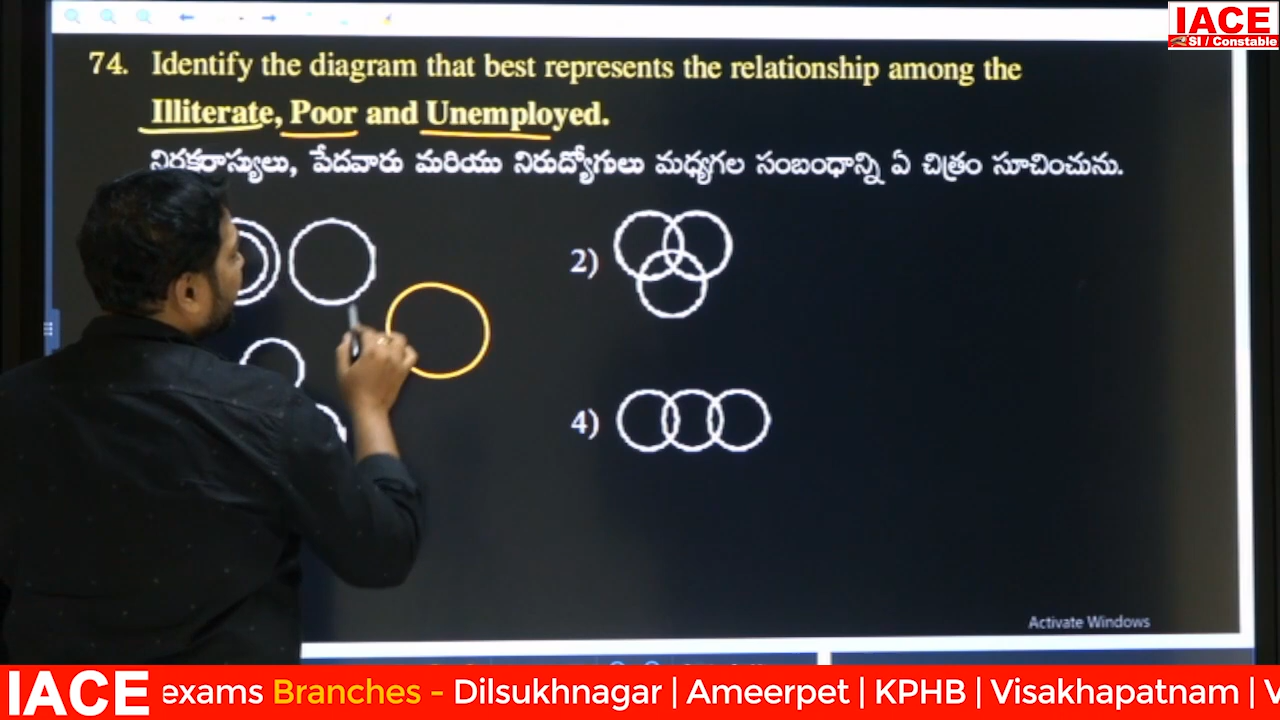 IACE
SI / Constable
74. Identify the diagram that best represents the relationship among the
Illiterate, Poor and Unemployed.
నిరక్షరాస్యులు, పేదవారు మరియు నిరుద్యోగులు మధ్యగల సంబంధాన్ని ఏ చిత్రం సూచించును.
2)
4)
Activate Windows
IACE exams Branches - Dilsukhnagar | Ameerpet | KPHB | Visakhapatnam |